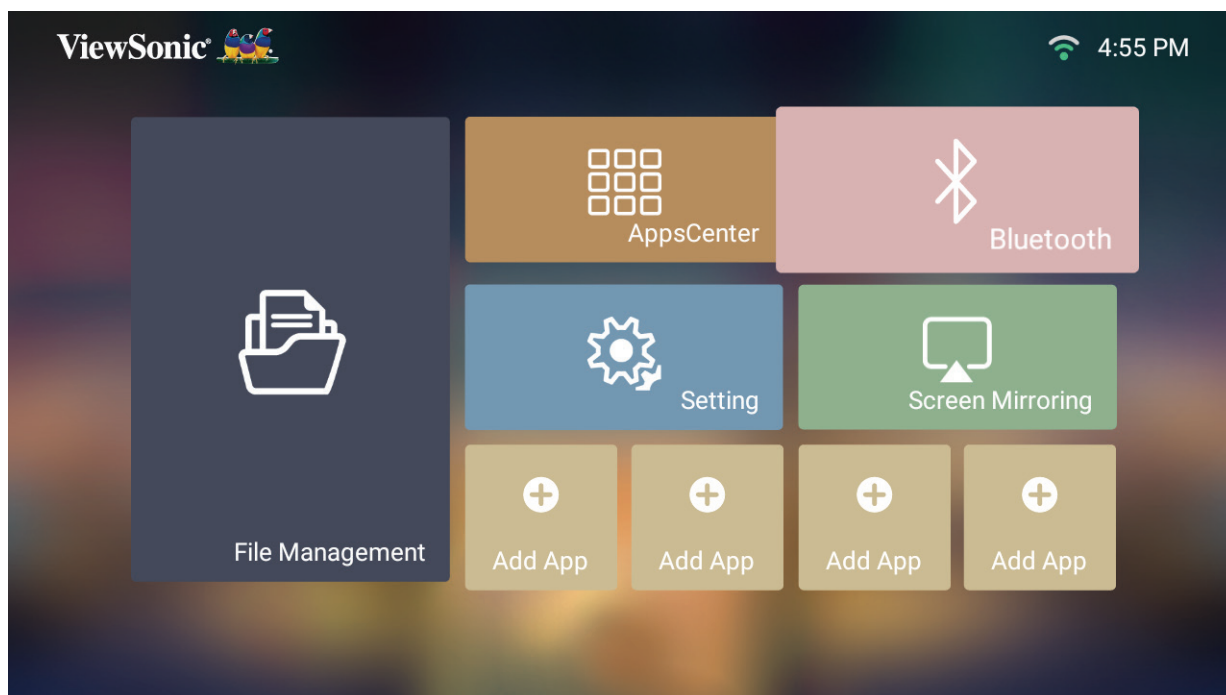 ViewSonic®
4:55 PM
AppsCenter
Bluetooth
Setting
Screen Mirroring
File Management
Add App
Add App
Add App
Add App